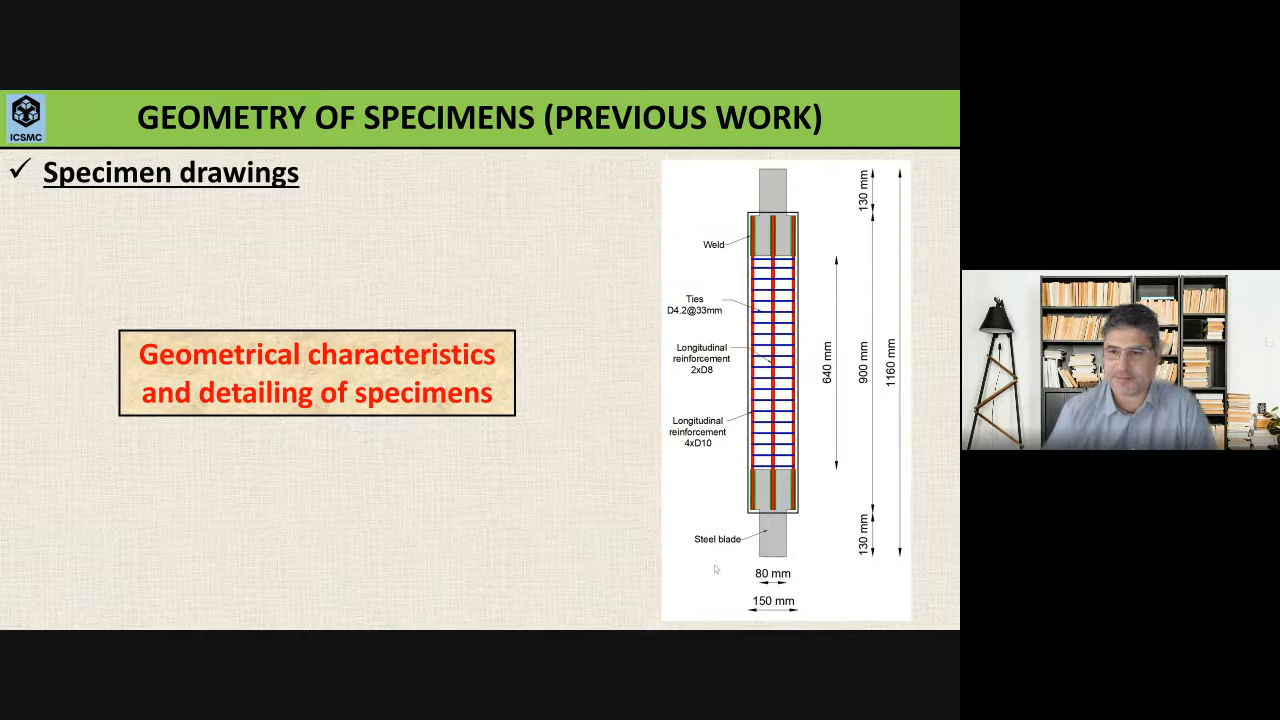 GEOMETRY OF SPECIMENS (PREVIOUS WORK)
ICSMC
✓ Specimen drawings
Geometrical characteristics
and detailing of specimens
Weld
Ties
D4.2@33mm
Longitudinal
reinforcement
2xD8
Longitudinal
reinforcement
4xD10
Steel blade
130 mm
640 mm
900 mm
1160 mm
130 mm
80 mm
150 mm